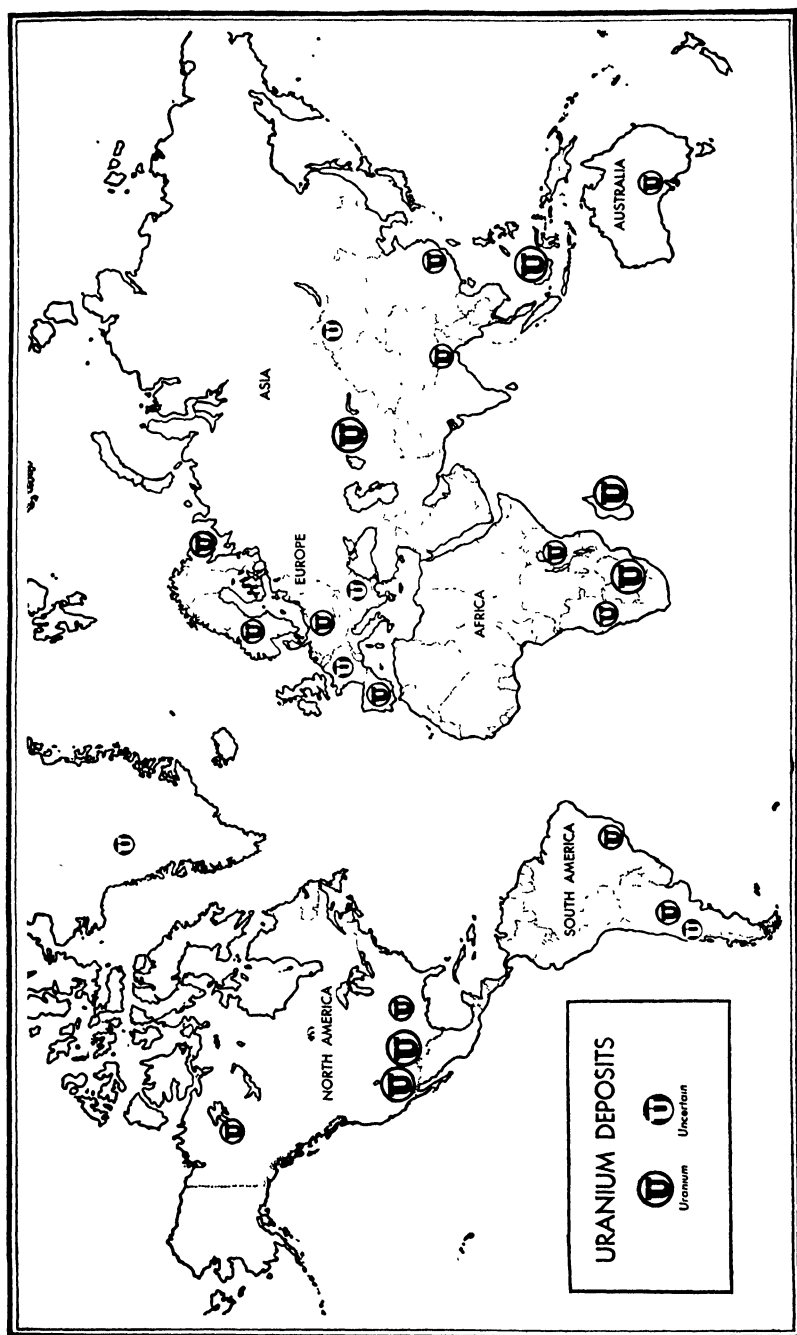 U
U
U
U
NORTH AMERICA
U
SOUTH AMERICA
U
U
U
EUROPE
U
U
U
U
U
U
ASIA
U
U
U
U
U
AFRICA
U
U
U
U
AUSTRALIA
U
URANIUM DEPOSITS
U U
Uranium Uncertain